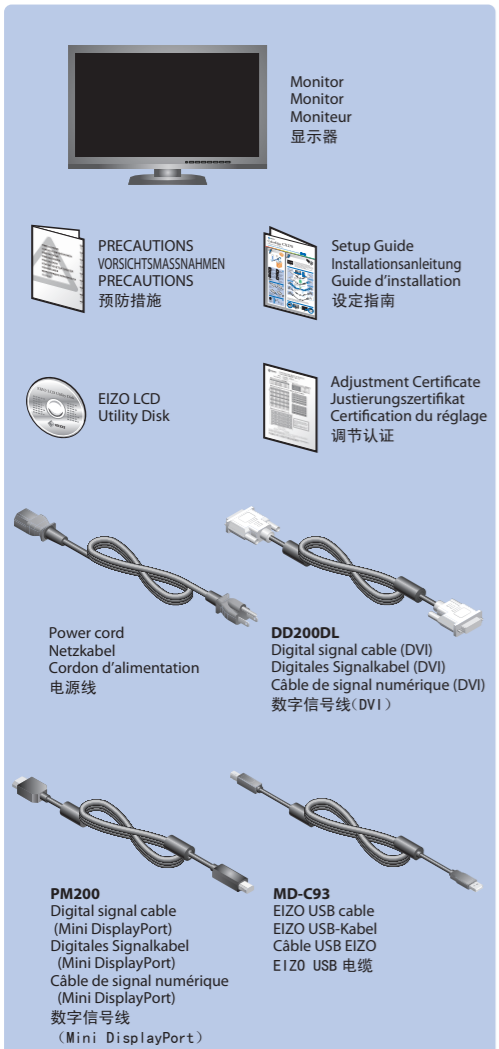 Monitor
Monitor
Moniteur
显示器
PRECAUTIONS
VORSICHTSMASSNAHMEN
PRECAUTIONS
预防措施
Setup Guide
Installationsanleitung
Guide d’installation
设定指南
EIZO LCD
Utility Disk
Adjustment Certificate
Justierungszertifikat
Certification du réglage
调节认证
Power cord
Netzkabel
Cordon d’alimentation
电源线
DD200DL
Digital signal cable (DVI)
Digitales Signalkabel (DVI)
Câble de signal numérique (DVI)
数字信号线(DVI)
PM200
Digital signal cable
(Mini DisplayPort)
Digitales Signalkabel
(Mini DisplayPort)
Câble de signal numérique
(Mini DisplayPort)
数字信号线
(Mini DisplayPort)
MD-C93
EIZO USB cable
EIZO USB-Kabel
Câble USB EIZO
EIZO USB 电缆